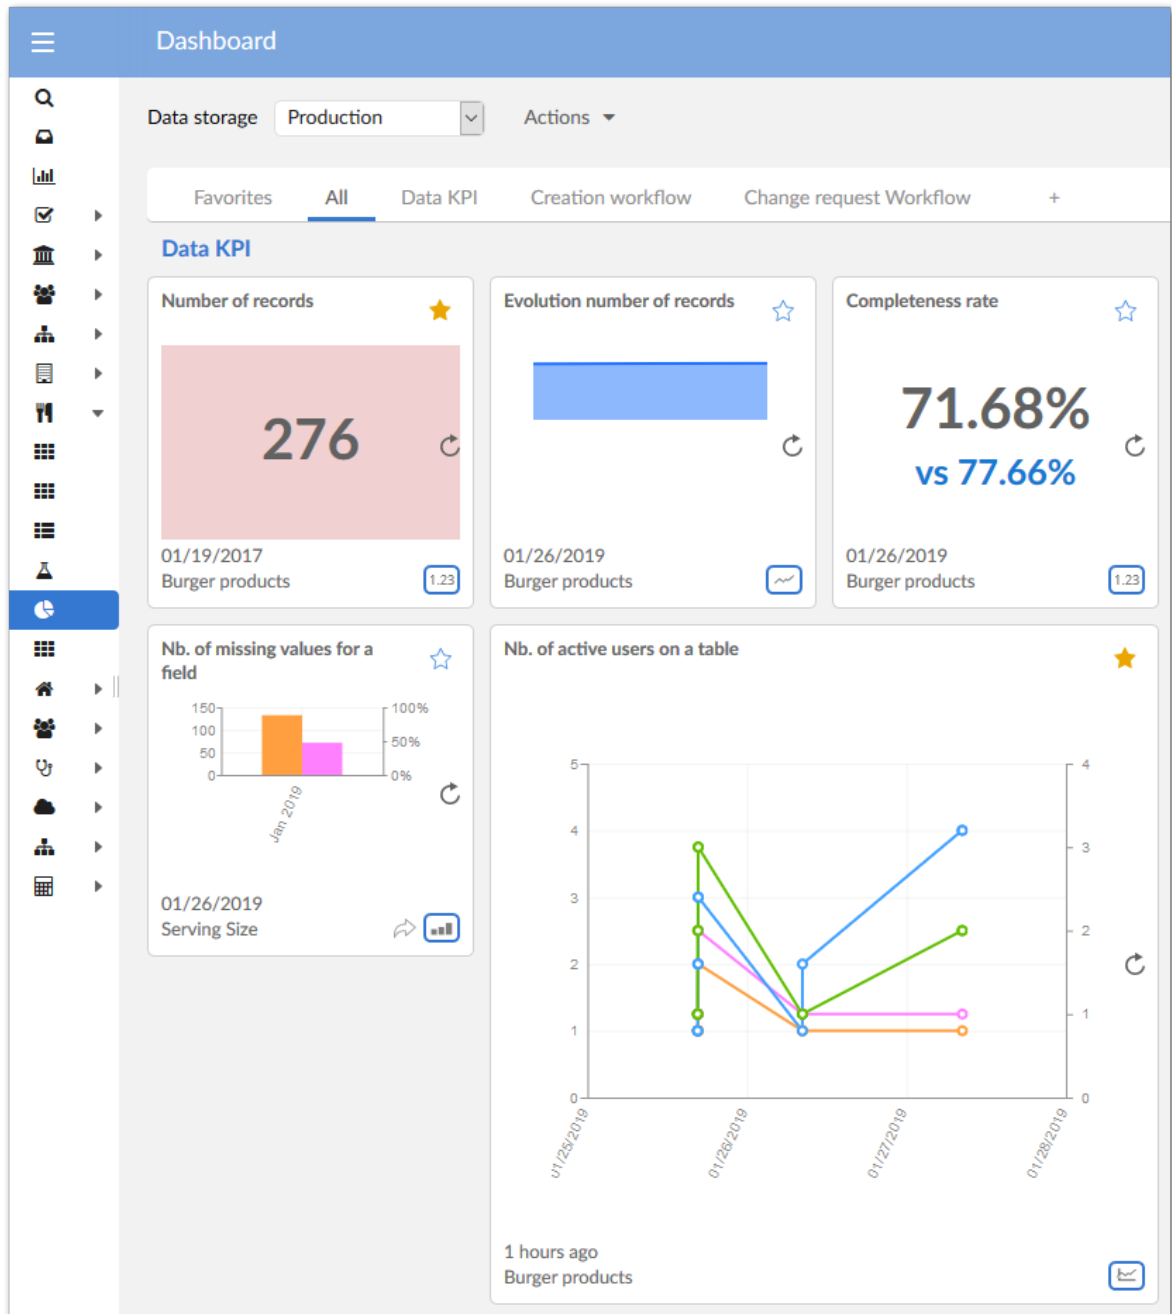 Dashboard
Data storage Production Actions
Favorites All Data KPI Creation workflow Change request Workflow +
Data KPI
Number of records
276
01/19/2017
Burger products
1.23
Evolution number of records
01/26/2019
Burger products
Completeness rate
71.68%
vs 77.66%
01/26/2019
Burger products
1.23
Nb. of missing values for a
field
150 100%
100
50 50%
0 0%
Jan 2019
01/26/2019
Serving Size
Nb. of active users on a table
5 4
4
3
3
2
2
1
1
0 0
01/25/2019 01/26/2019 01/27/2019 01/28/2019
1 hours ago
Burger products